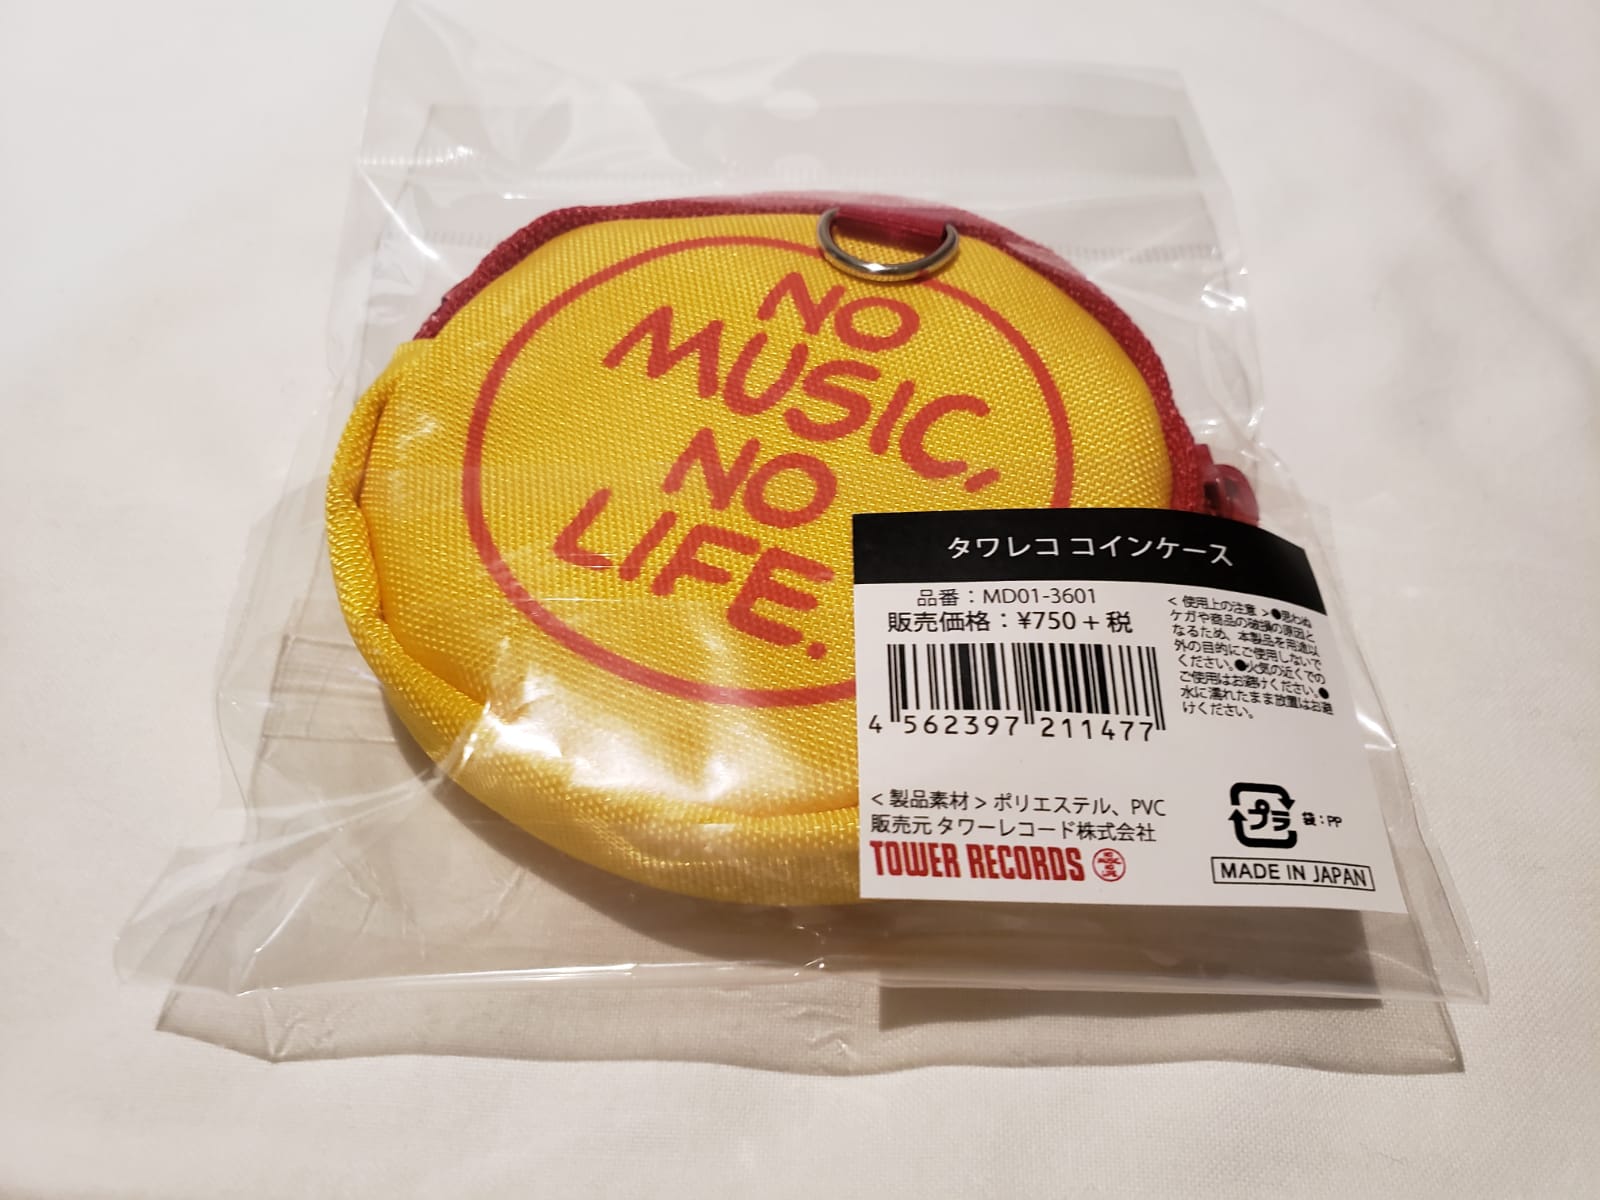 NO
MUSIC,
NO
LIFE.
タワレコ コインケース
品番：MD01-3601
販売価格：¥750 + 税
4 562397 211477
< 使用上の注意 >●思わぬ
ケガや商品の破損の原因と
なるため、本製品を用途以
外の目的にご使用しないで
ください。●火気の近くでの
ご使用はお避けください。●
水に濡れたまま放置はお避
けください。
< 製品素材 > ポリエステル、PVC
販売元 タワーレコード株式会社
TOWER RECORDS
NO
MUSIC,
NO
LIFE.
プラ
袋：PP
MADE IN JAPAN